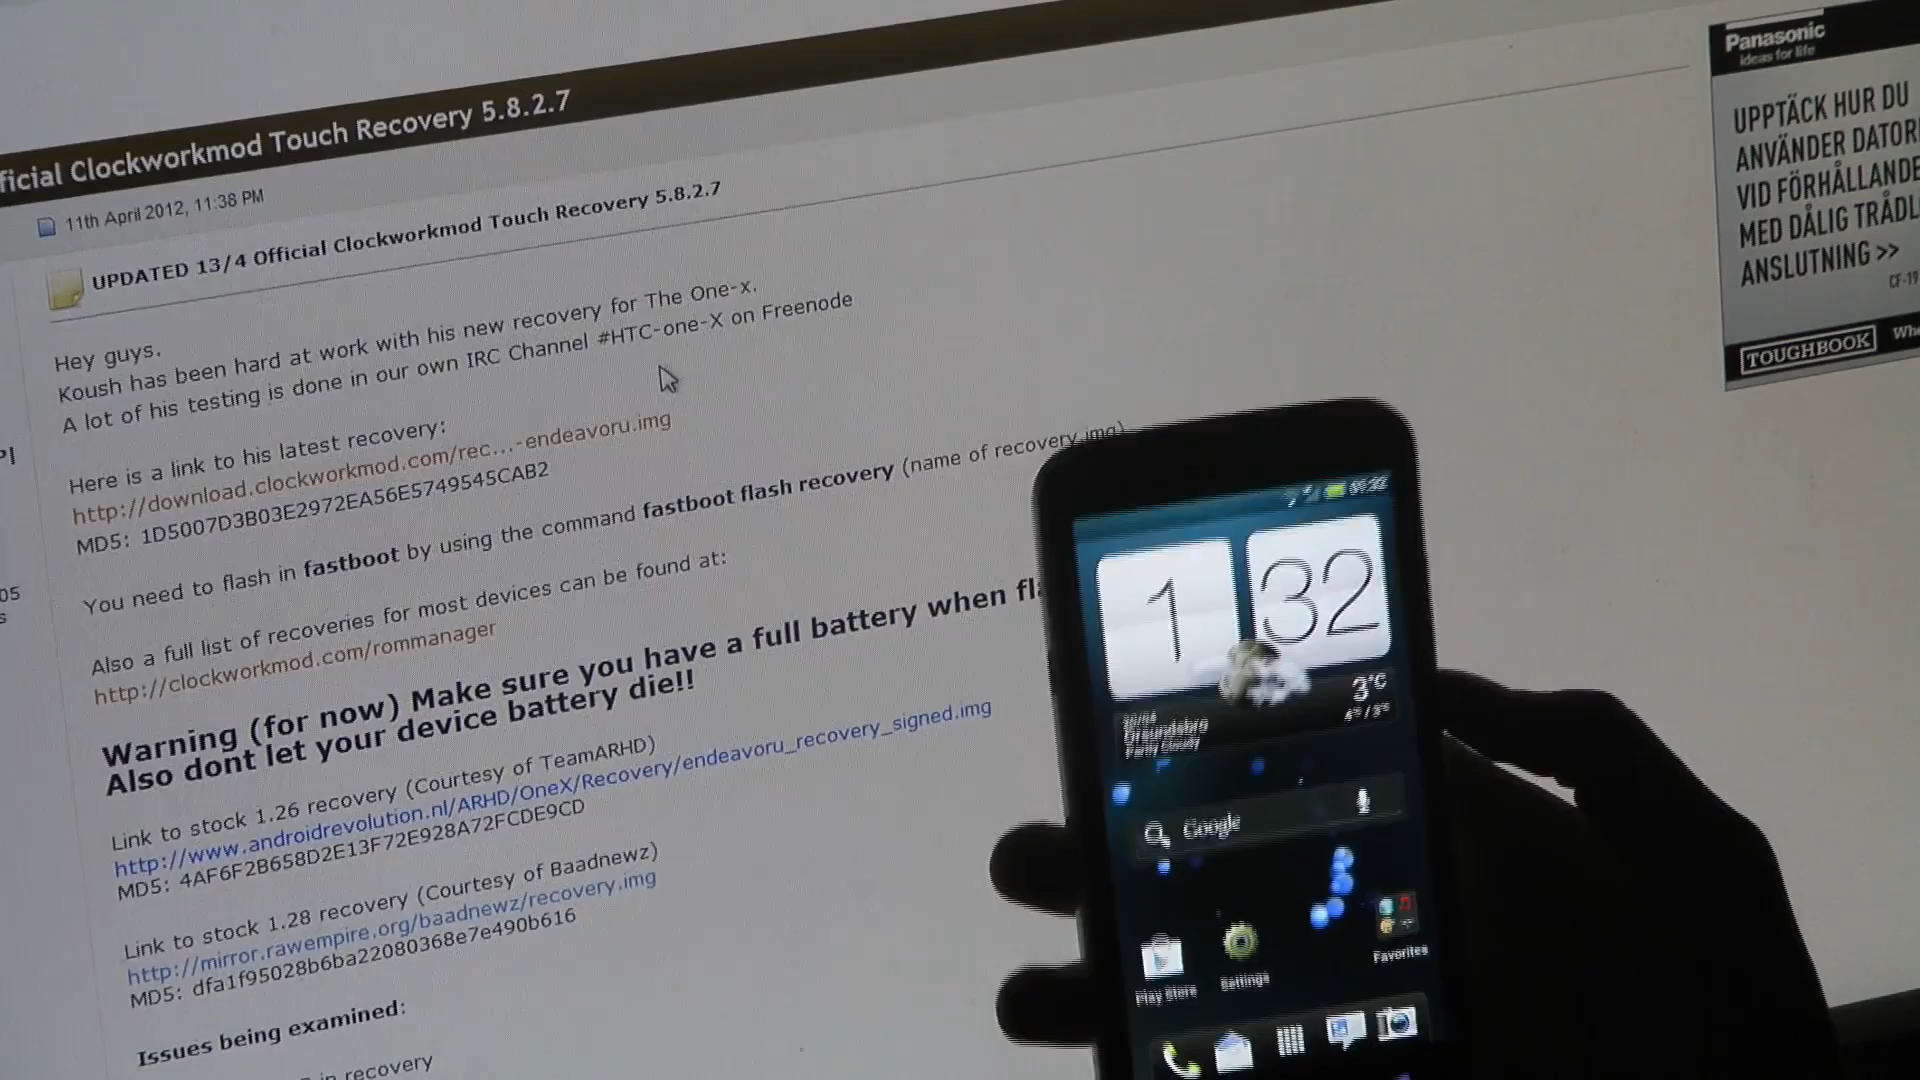 ficial Clockworkmod Touch Recovery 5.8.2.7
11th April 2012, 11:38 PM
UPDATED 13/4 Official Clockworkmod Touch Recovery 5.8.2.7
Hey guys.
Koush has been hard at work with his new recovery for The One-x.
A lot of his testing is done in our own IRC Channel #HTC-one-X on Freenode
Here is a link to his latest recovery:
http://download.clockworkmod.com/rec...-endeavoru.img
MD5: 1D5007D3B03E2972EA56E5749545CAB2
You need to flash in fastboot by using the command fastboot flash recovery (name of recovery.img)
Also a full list of recoveries for most devices can be found at:
http://clockworkmod.com/rommanager
Warning (for now) Make sure you have a full battery when fl
Also dont let your device battery die!!
Link to stock 1.26 recovery (Courtesy of TeamARHD)
http://www.androidrevolution.nl/ARHD/OneX/Recovery/endeavoru_recovery_signed.img
MD5: 4AF6F2B658D2E13F72E928A72FCDE9CD
Link to stock 1.28 recovery (Courtesy of Baadnewz)
http://mirror.rawempire.org/baadnewz/recovery.img
MD5: dfa1f95028b6ba22080368e7e490b616
Issues being examined:
in recovery
05
s
Panasonic
ideas for life
UPPTÄCK HUR DU
ANVÄNDER DATOR
VID FÖRHÅLLANDE
MED DÅLIG TRÅDL
ANSLUTNING >>
CF-19
TOUGHBOOK
Whe
1 32
3°C
4°/3°
Google
Play Store
Settings
Favorites